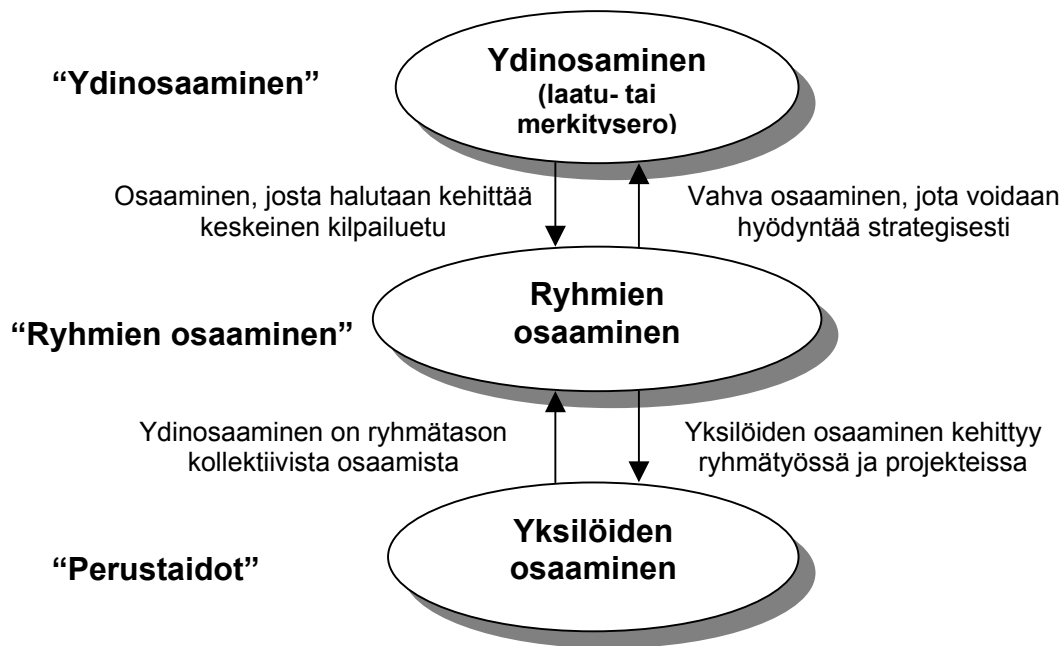 Ydinosaminen
(laatu- tai
merkitysero)
“Ydinosaaminen”
Osaaminen, josta halutaan kehittää
keskeinen kilpailuetu
Vahva osaaminen, jota voidaan
hyödyntää strategisesti
Ryhmien
osaaminen
“Ryhmien osaaminen”
Ydinosaaminen on ryhmätason
kollektiivista osaamista
Yksilöiden osaaminen kehittyy
ryhmätyössä ja projekteissa
Yksilöiden
osaaminen
“Perustaidot”